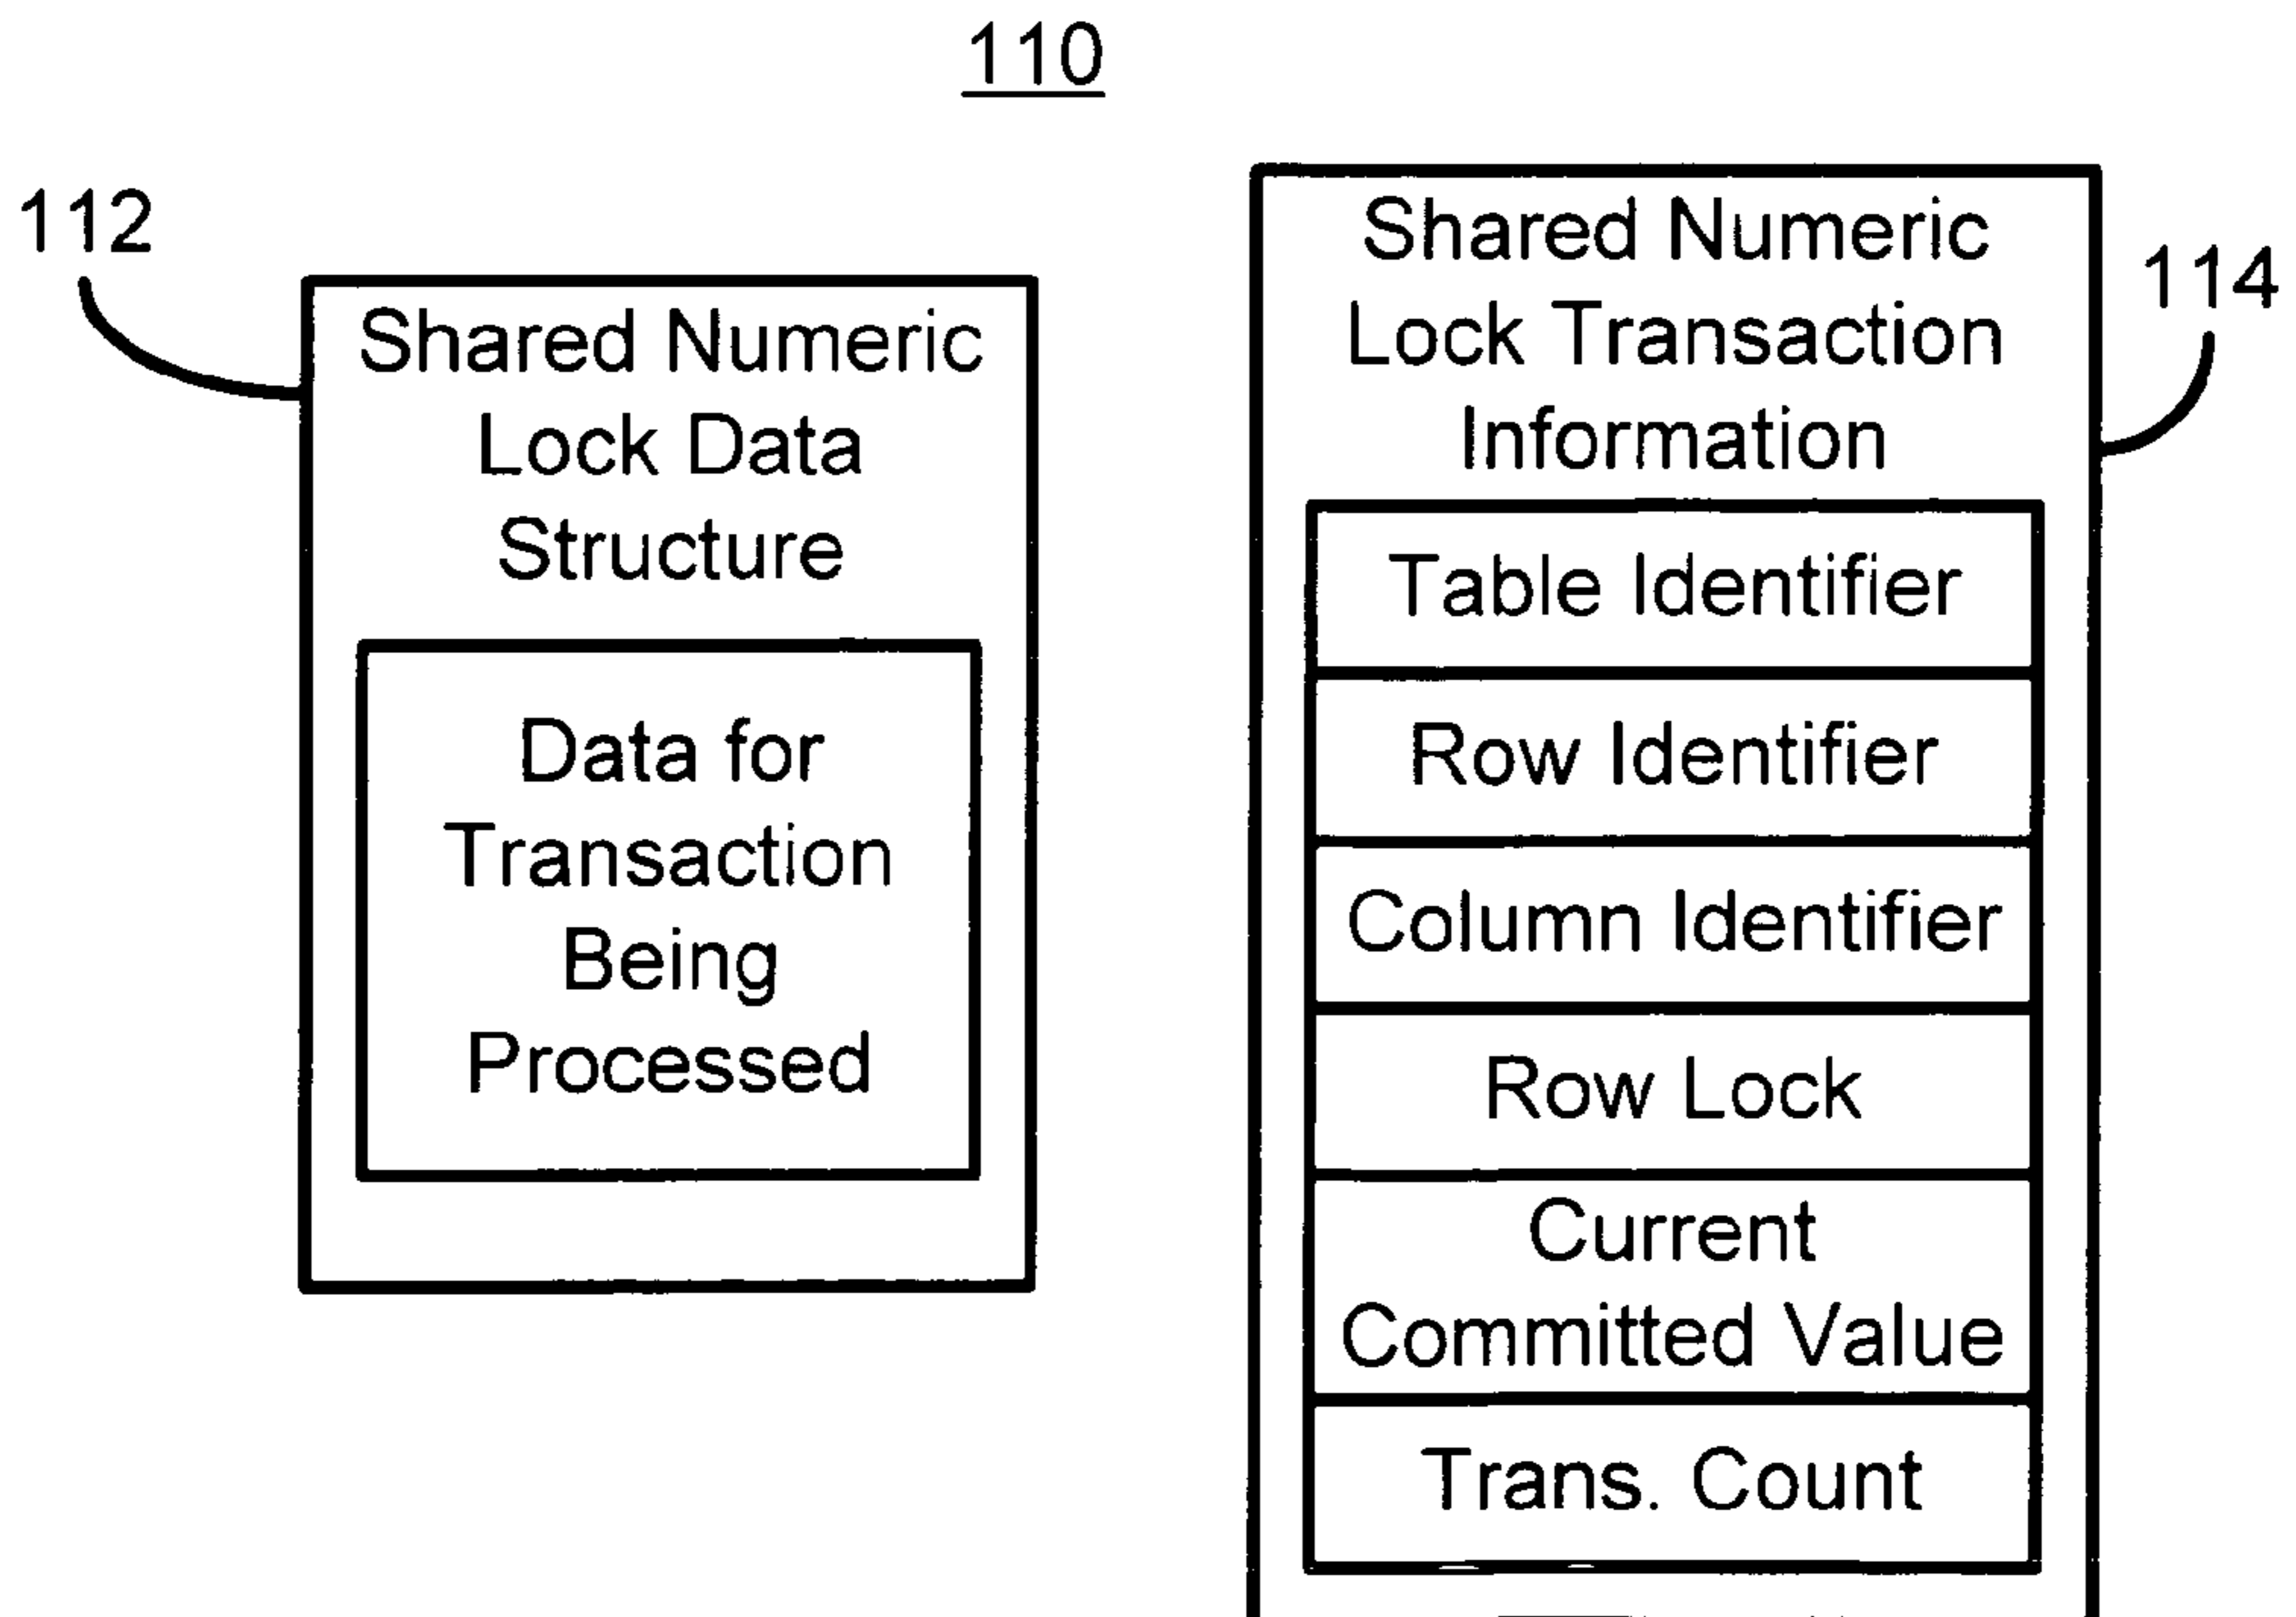 110
112
Shared Numeric
Lock Data
Structure
Data for
Transaction
Being
Processed
114
Shared Numeric
Lock Transaction
Information
Table Identifier
Row Identifier
Column Identifier
Row Lock
Current
Committed Value
Trans. Count